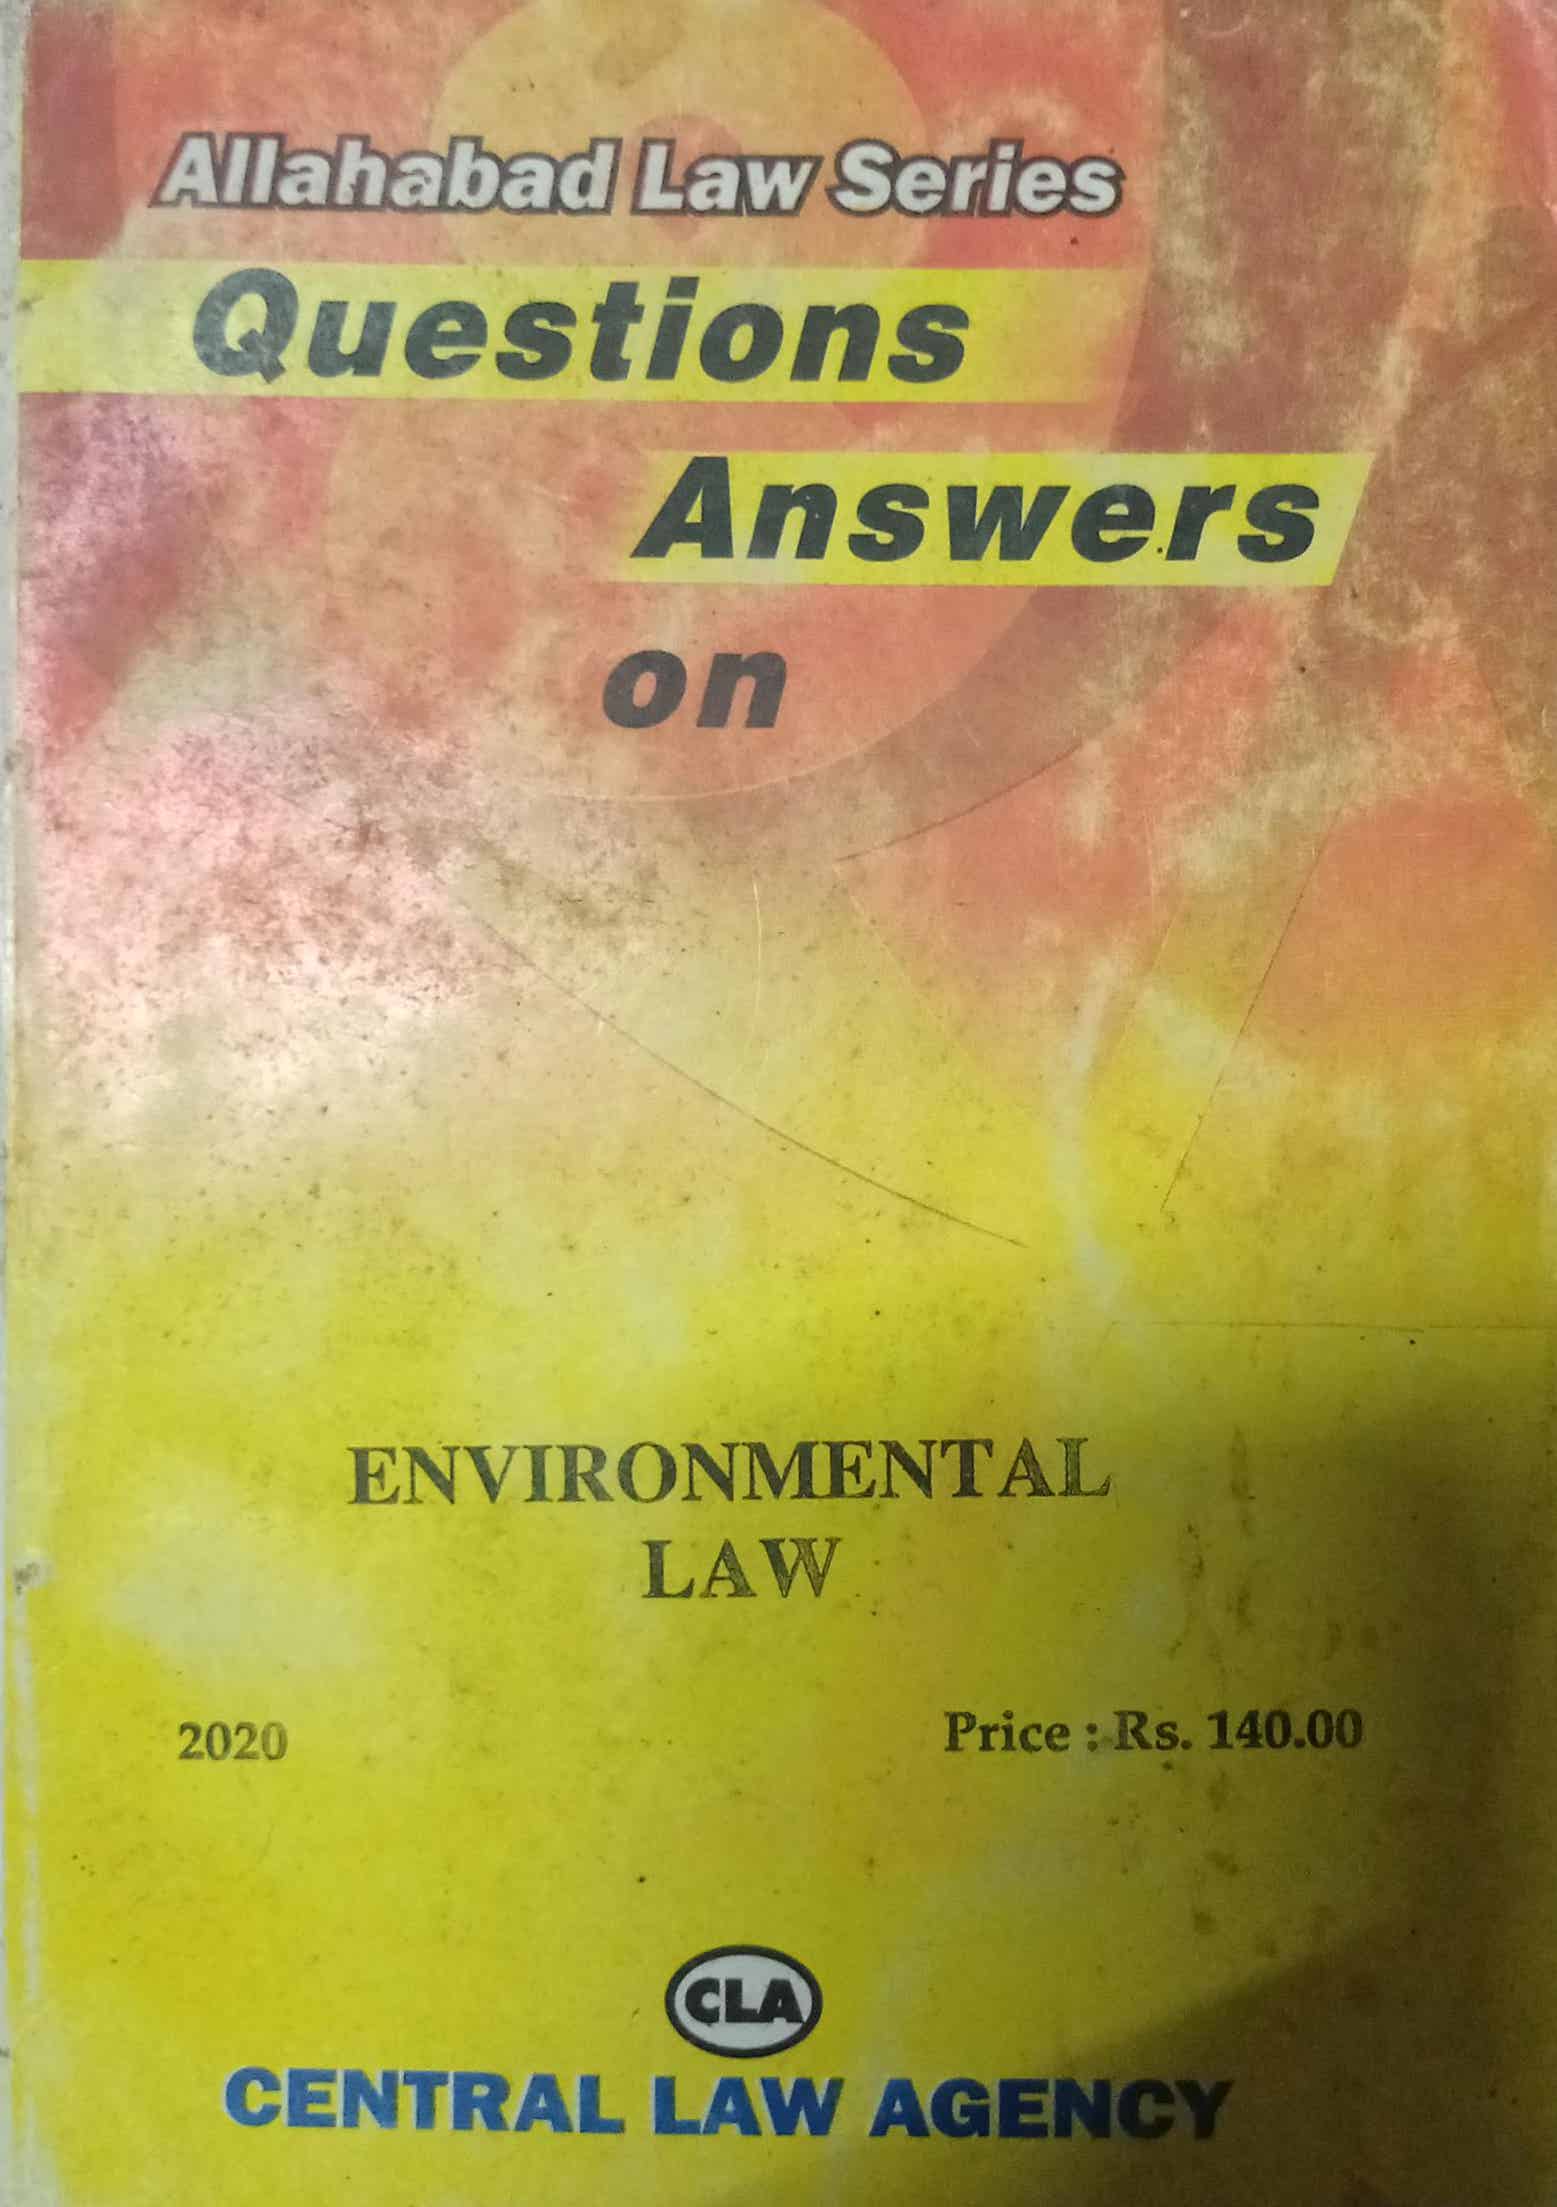 Allahabad Law Series
Questions
Answers
on
ENVIRONMENTAL
LAW
2020 Price : Rs. 140.00
CLA
CENTRAL LAW AGENCY